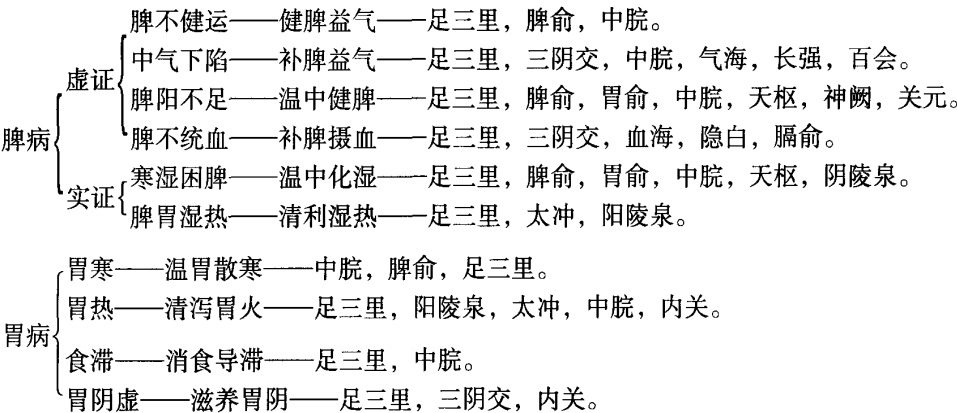 脾不健运——健脾益气——足三里，脾俞，中脘。
虚证
中气下陷——补脾益气——足三里，三阴交，中脘，气海，长强，百会。
脾阳不足——温中健脾——足三里，脾俞，胃俞，中脘，天枢，神阙，关元。
脾病
脾不统血——补脾摄血——足三里，三阴交，血海，隐白，膈俞。
实证
寒湿困脾——温中化湿——足三里，脾俞，胃俞，中脘，天枢，阴陵泉。
脾胃湿热——清利湿热——足三里，太冲，阳陵泉。
胃寒——温胃散寒——中脘，脾俞，足三里。
胃热——清泻胃火——足三里，阳陵泉，太冲，中脘，内关。
胃病
食滞——消食导滞——足三里，中脘。
胃阴虚——滋养胃阴——足三里，三阴交，内关。